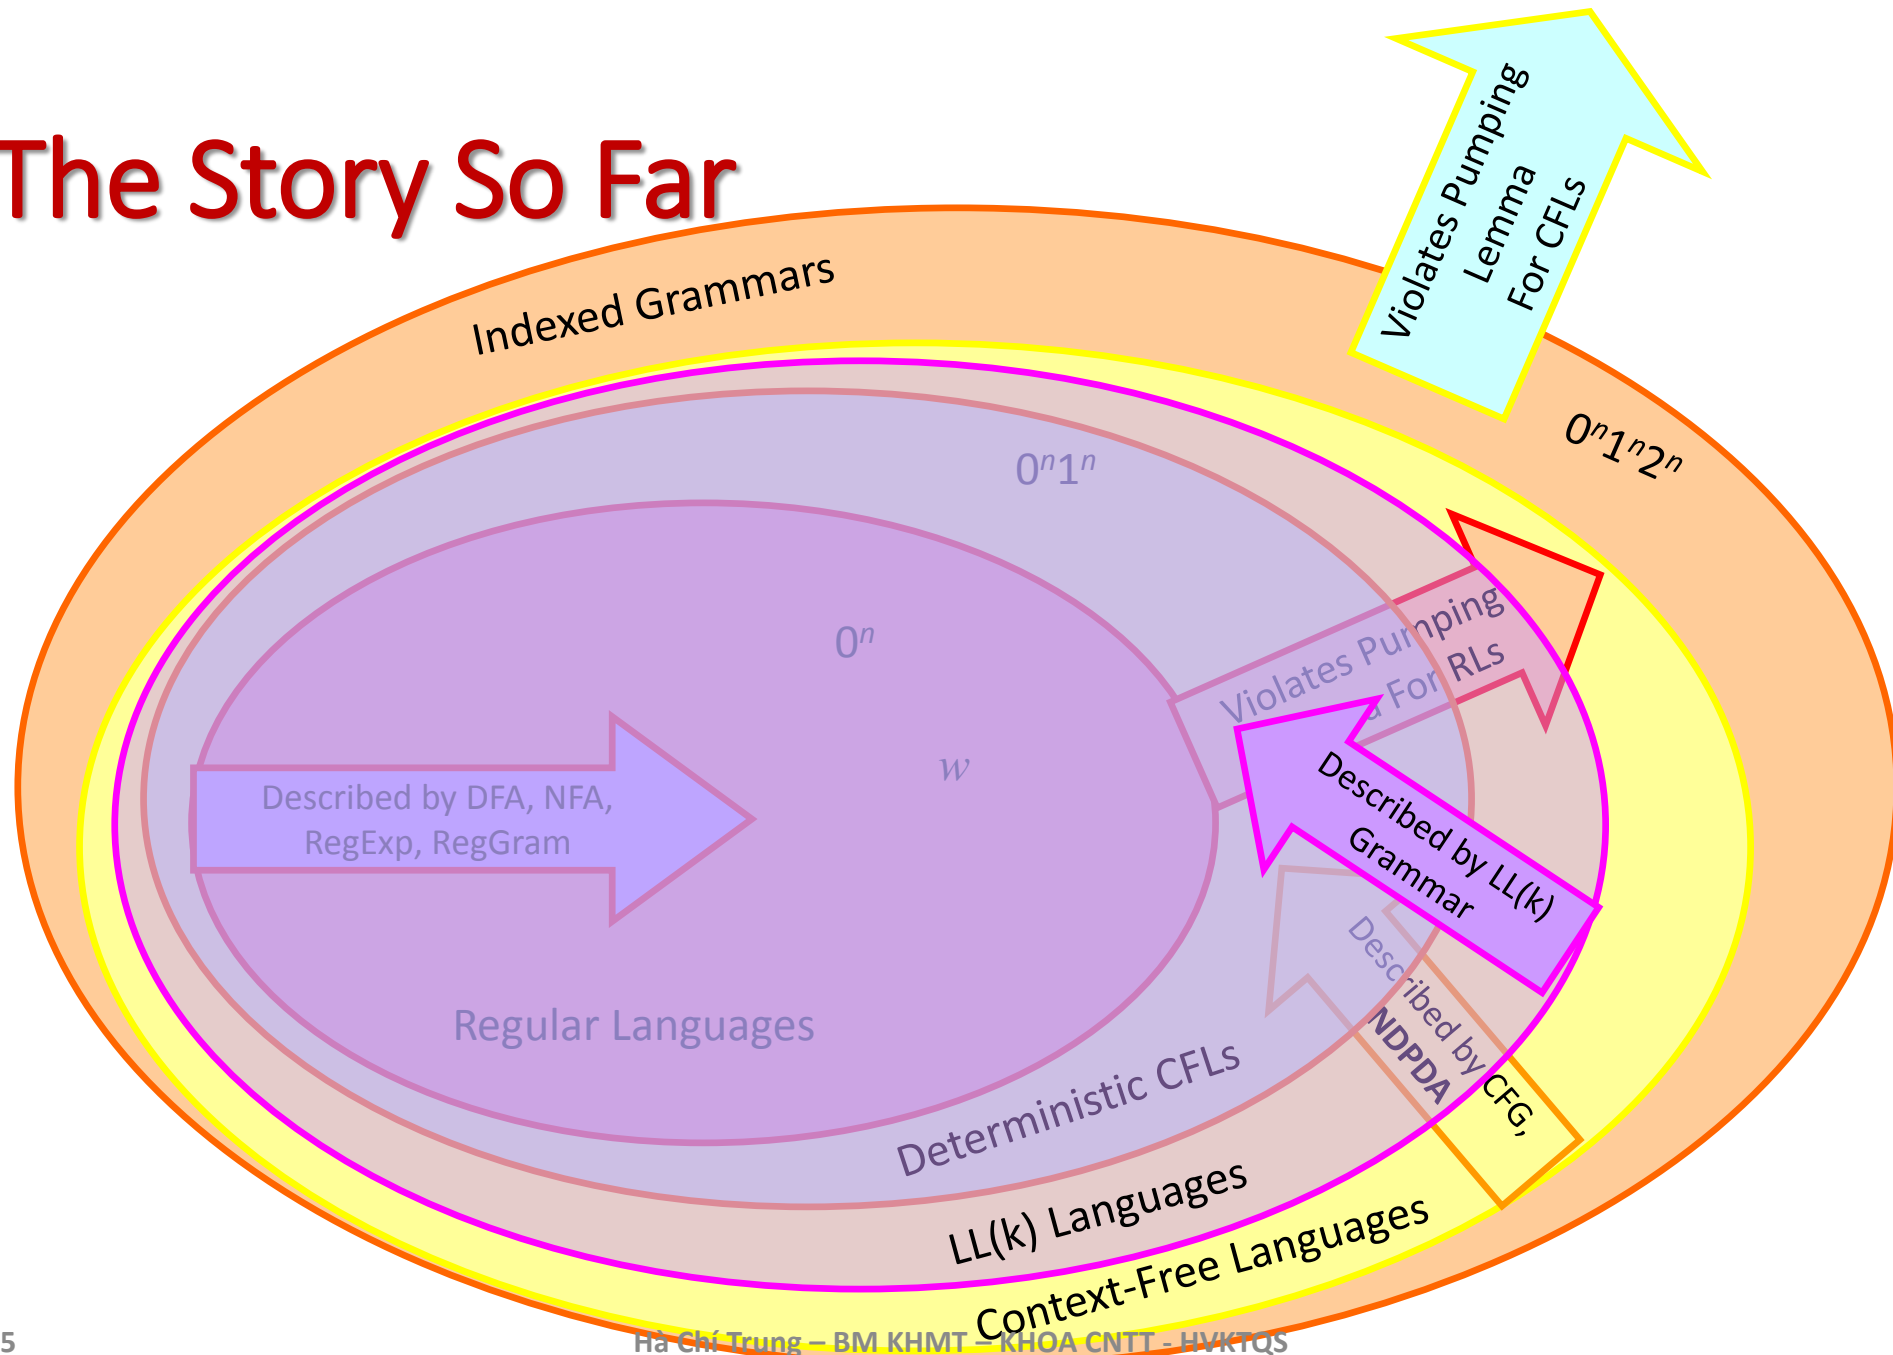 The Story So Far
Violates Pumping
Lemma
For CFLs
Indexed Grammars
0ⁿ1ⁿ2ⁿ
0ⁿ1ⁿ
0ⁿ
w
Violates Pumping
For RLs
Described by DFA, NFA,
RegExp, RegGram
Described by LL(k)
Grammar
Described by CFG,
NDPDA
Regular Languages
Deterministic CFLs
LL(k) Languages
Context-Free Languages
5
Hà Chí Trung – BM KHMT – KHOA CNTT - HVKTQS